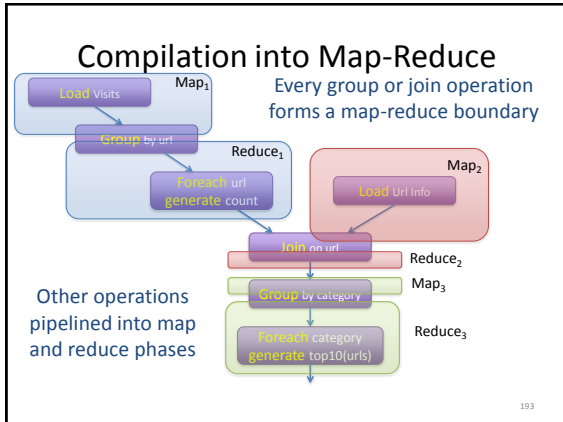 Compilation into Map-Reduce
Map1
Load Visits
Every group or join operation
forms a map-reduce boundary
Group by url
Reduce1
Map2
Foreach url
generate count
Load Url Info
Join on url
Reduce2
Map3
Group by category
Other operations
pipelined into map
and reduce phases
Reduce3
Foreach category
generate top10(urls)
193